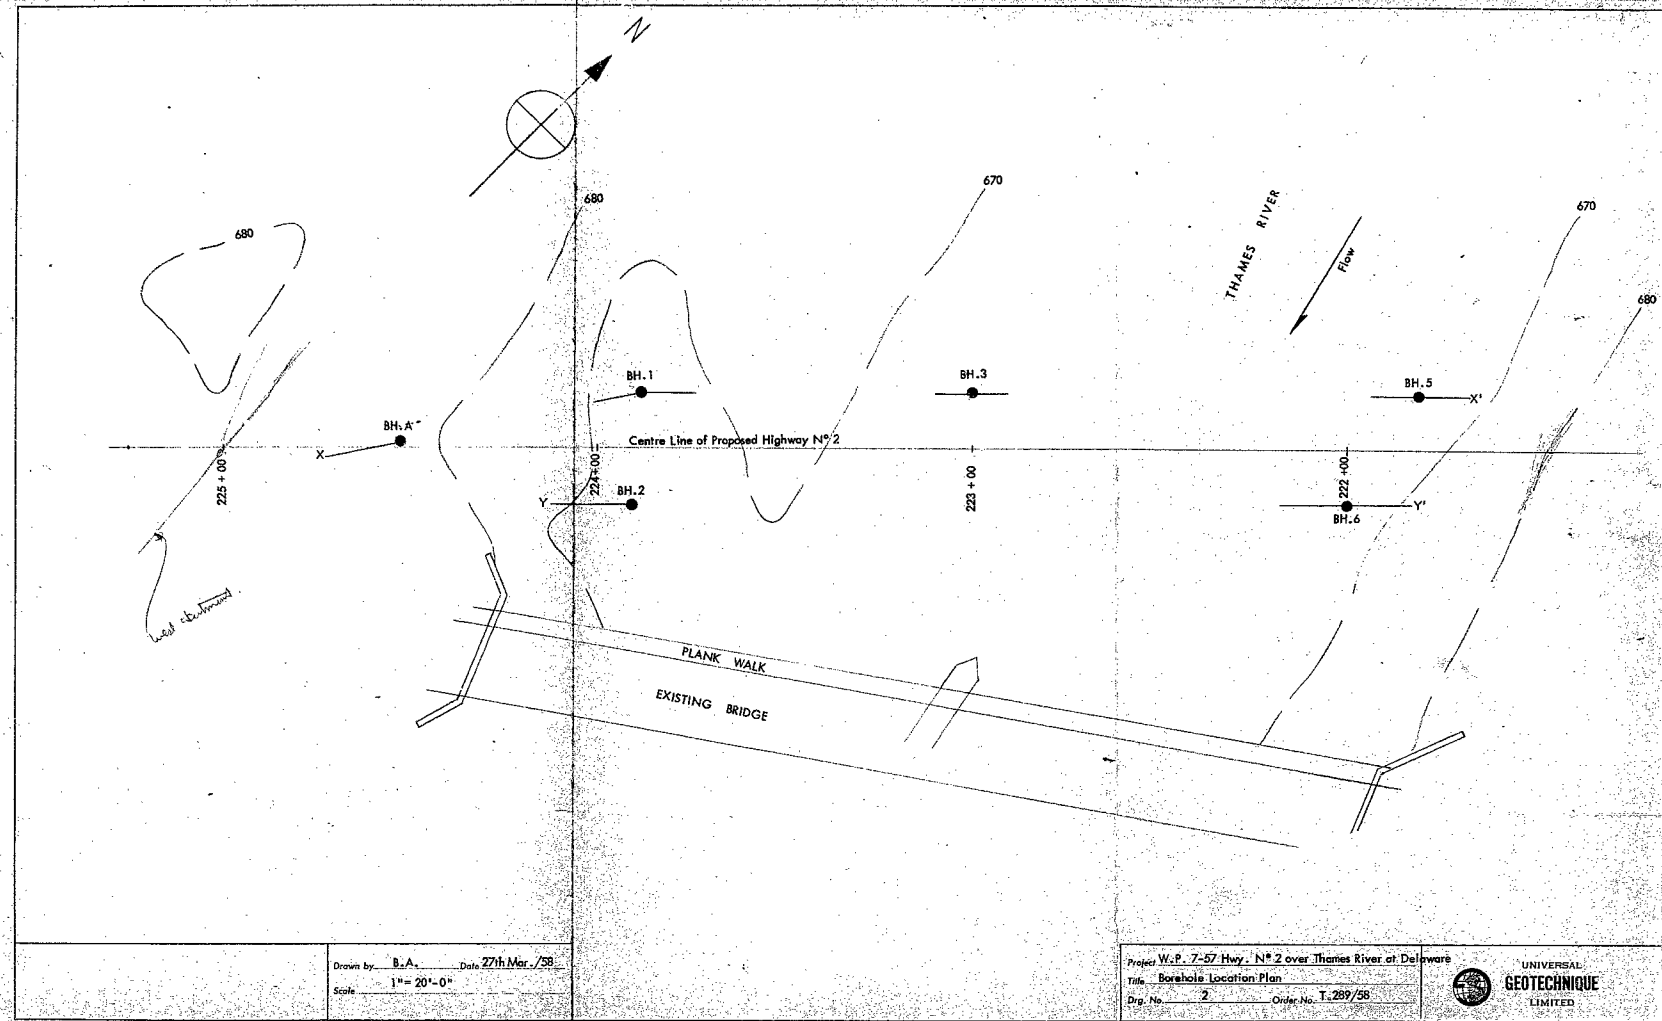 N
680
680
670
THAMES RIVER
Flow
670
680
BH.1
BH.3
BH.5
X'
BH.A
X
Centre Line of Proposed Highway Nº 2
225 + 00
224+00
223 + 00
222 +00
Y
BH.2
Y'
BH.6
West abutment.
PLANK WALK
EXISTING BRIDGE
Drawn by B.A. Date 27th Mar./58
Scale 1"= 20'-0"
Project W.P. 7-57 Hwy. Nº 2 over Thames River at Delaware
Title Borehole Location Plan
Drg. No. 2 Order No. T.289/58
UNIVERSAL
GEOTECHNIQUE
LIMITED